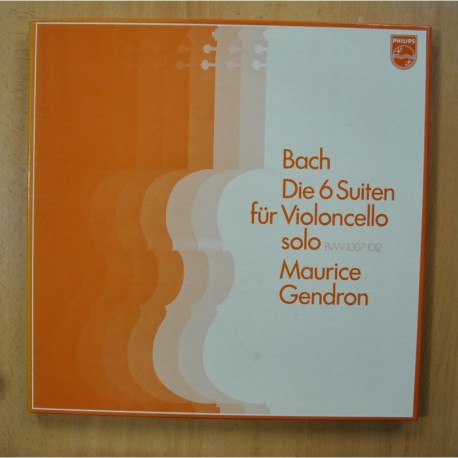 PHILIPS
Bach
Die 6 Suiten
für Violoncello
solo BWV 1007-1012
Maurice
Gendron